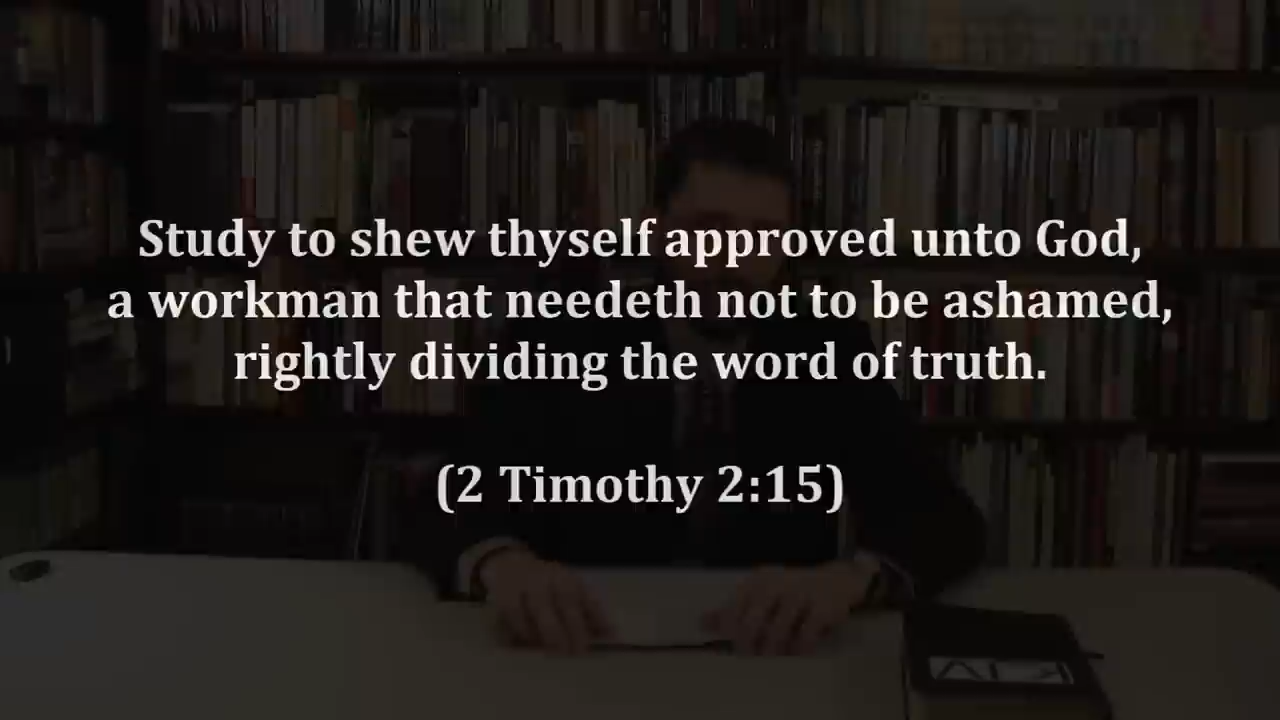 Study to shew thyself approved unto God,
a workman that needeth not to be ashamed,
rightly dividing the word of truth.
(2 Timothy 2:15)